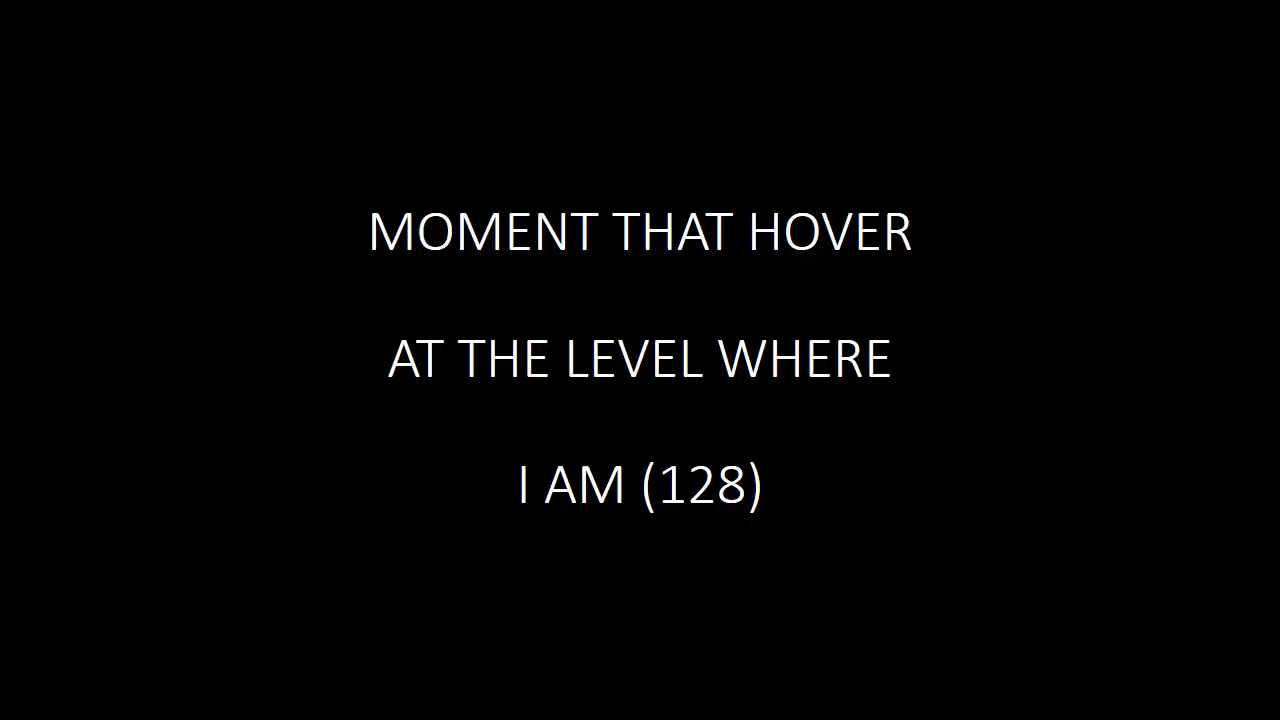 MOMENT THAT HOVER
AT THE LEVEL WHERE
I AM (128)